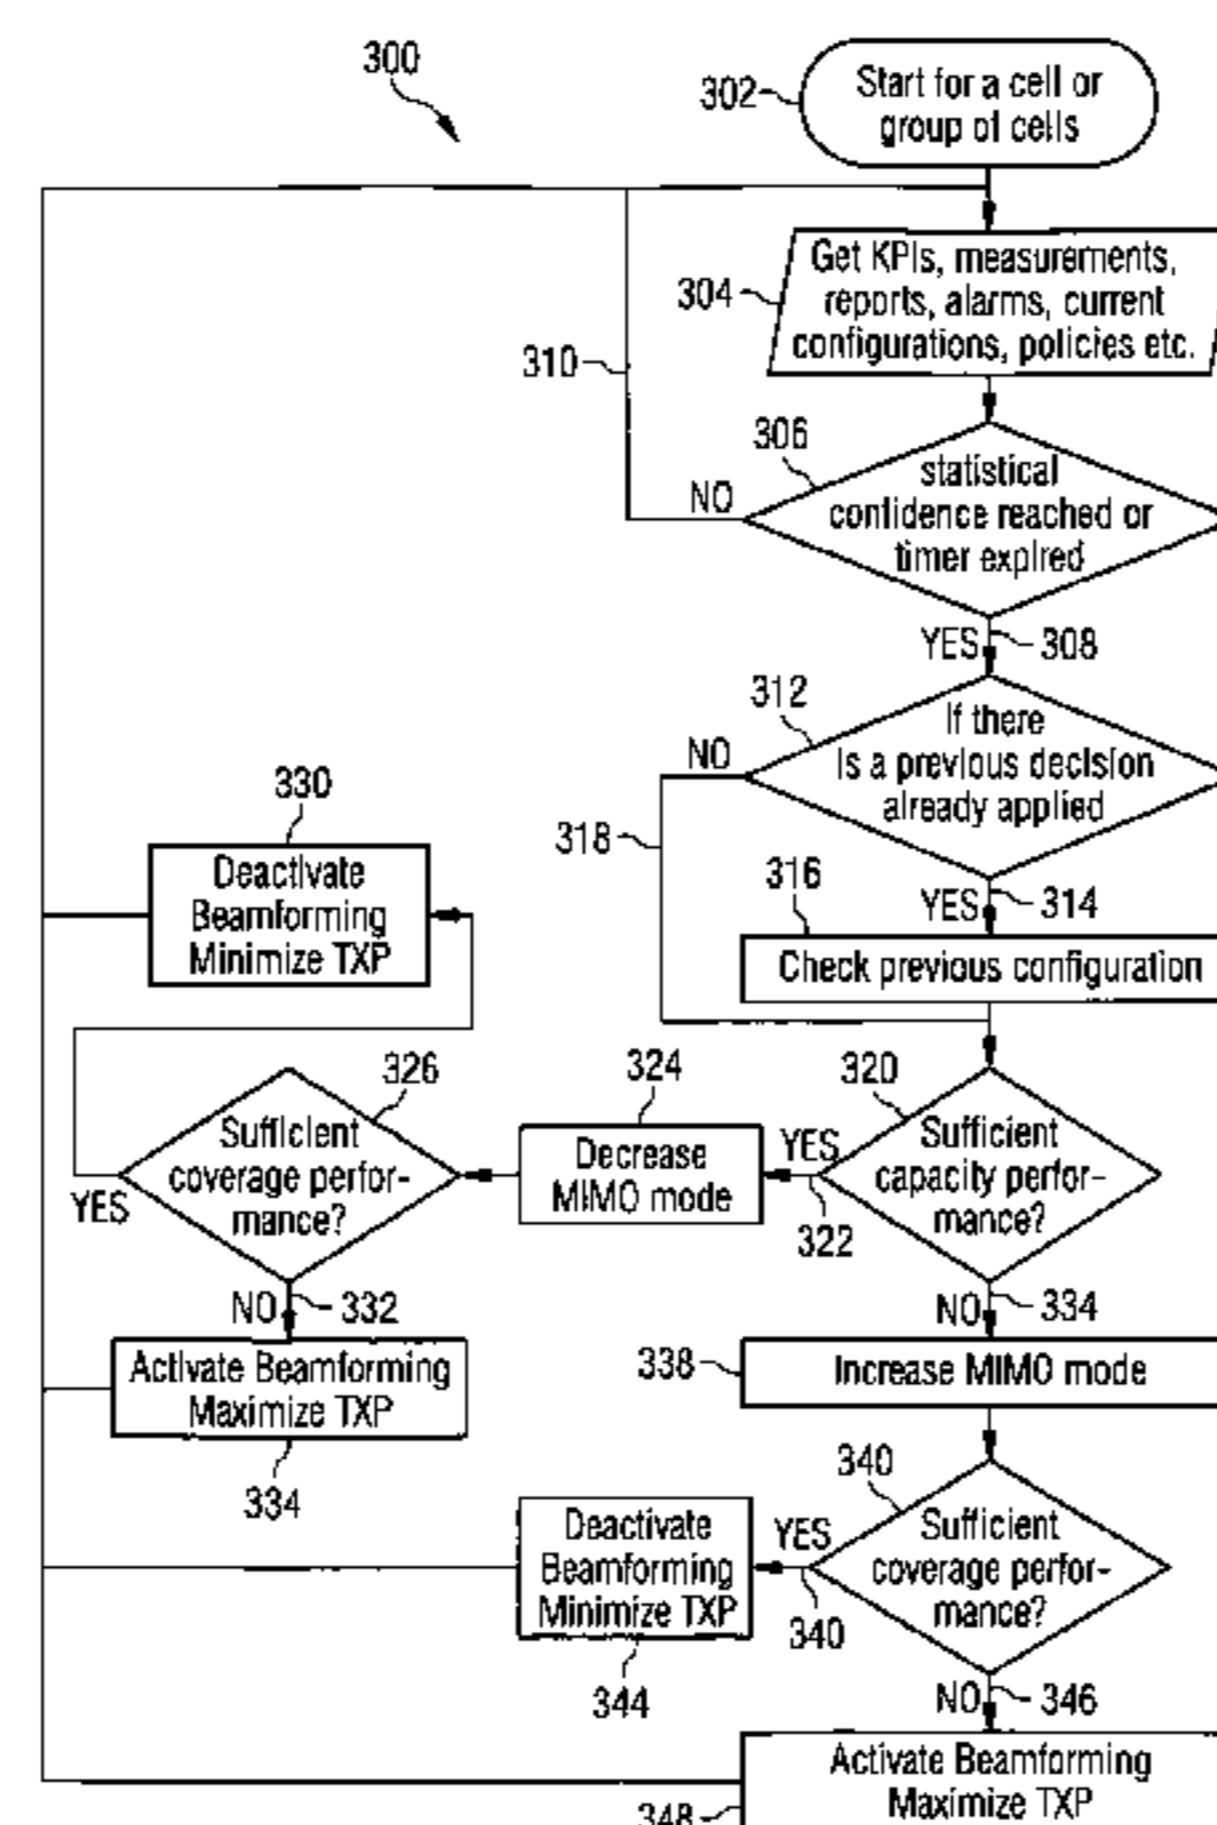 300
302
Start for a cell or
group of cells
304
Get KPIs, measurements,
reports, alarms, current
configurations, policies etc.
310
306
statistical
confidence reached or
timer expired
NO
YES
308
312
If there
is a previous decision
already applied
NO
318
YES
314
316
Check previous configuration
330
Deactivate
Beamforming
Minimize TXP
326
Sufficient
coverage perfor-
mance?
YES
324
Decrease
MIMO mode
YES
322
320
Sufficient
capacity perfor-
mance?
NO
332
NO
334
Activate Beamforming
Maximize TXP
334
338
Increase MIMO mode
340
Sufficient
coverage perfor-
mance?
YES
340
Deactivate
Beamforming
Minimize TXP
344
NO
346
Activate Beamforming
Maximize TXP
348